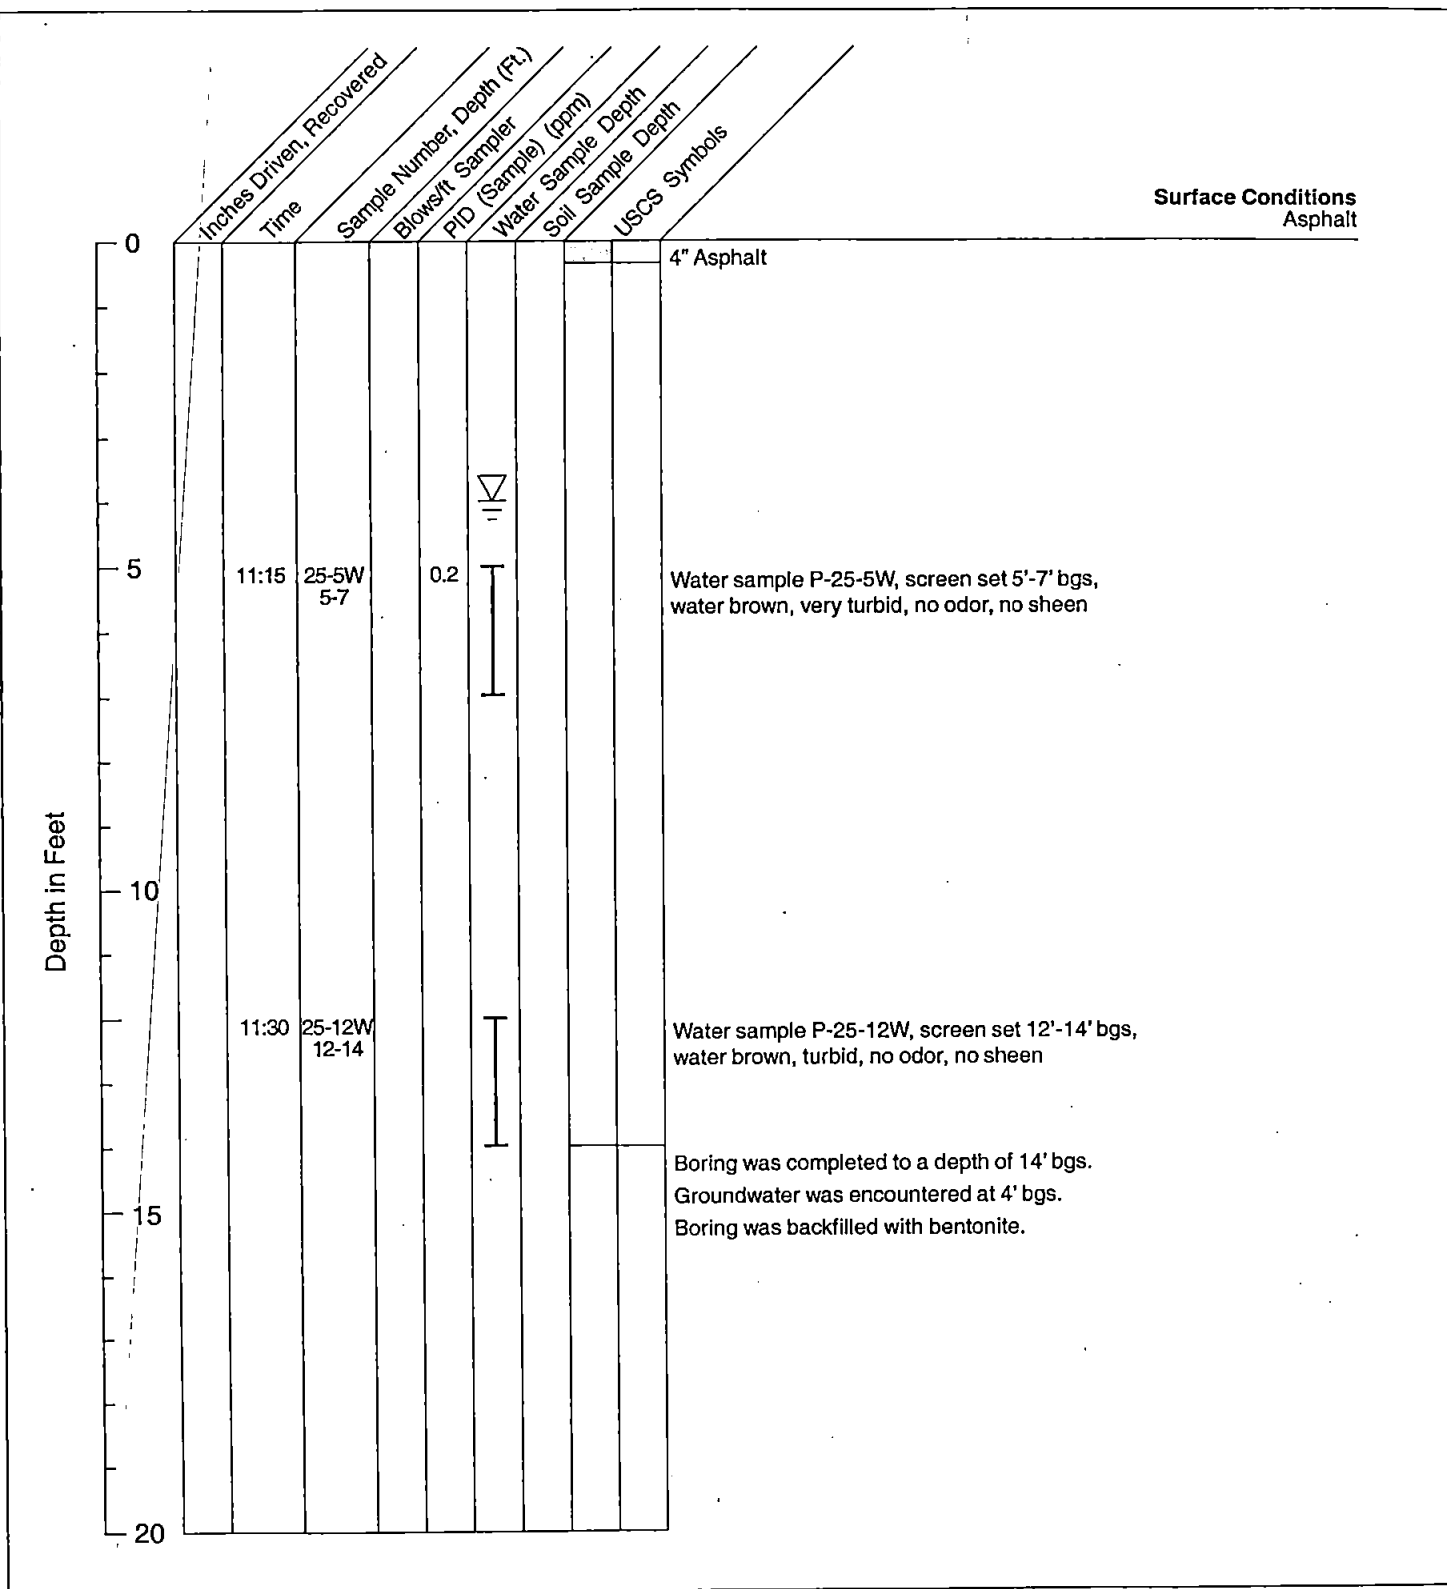 Inches Driven, Recovered
Time
Sample Number, Depth (Ft.)
Blows/ft Sampler
PID (Sample) (ppm)
Water Sample Depth
Soil Sample Depth
USCS Symbols
Surface Conditions
Asphalt
0
4" Asphalt
5
11:15 25-5W 0.2
5-7
Water sample P-25-5W, screen set 5'-7' bgs,
water brown, very turbid, no odor, no sheen
Depth in Feet
10
11:30 25-12W
12-14
Water sample P-25-12W, screen set 12'-14' bgs,
water brown, turbid, no odor, no sheen
Boring was completed to a depth of 14' bgs.
Groundwater was encountered at 4' bgs.
15
Boring was backfilled with bentonite.
20